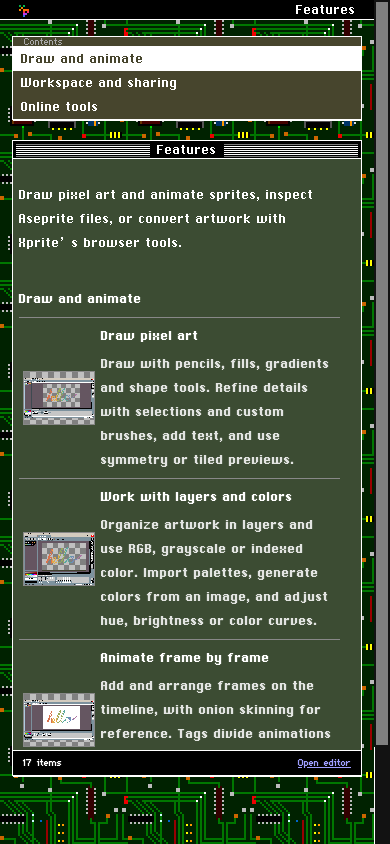 Features
Contents
Draw and animate
Workspace and sharing
Online tools
Features
Draw pixel art and animate sprites, inspect
Aseprite files, or convert artwork with
Xprite's browser tools.
Draw and animate
Draw pixel art
Draw with pencils, fills, gradients
and shape tools. Refine details
with selections and custom
brushes, add text, and use
symmetry or tiled previews.
Work with layers and colors
Organize artwork in layers and
use RGB, grayscale or indexed
color. Import palettes, generate
colors from an image, and adjust
hue, brightness or color curves.
Animate frame by frame
Add and arrange frames on the
timeline, with onion skinning for
reference. Tags divide animations
17 items
Open editor